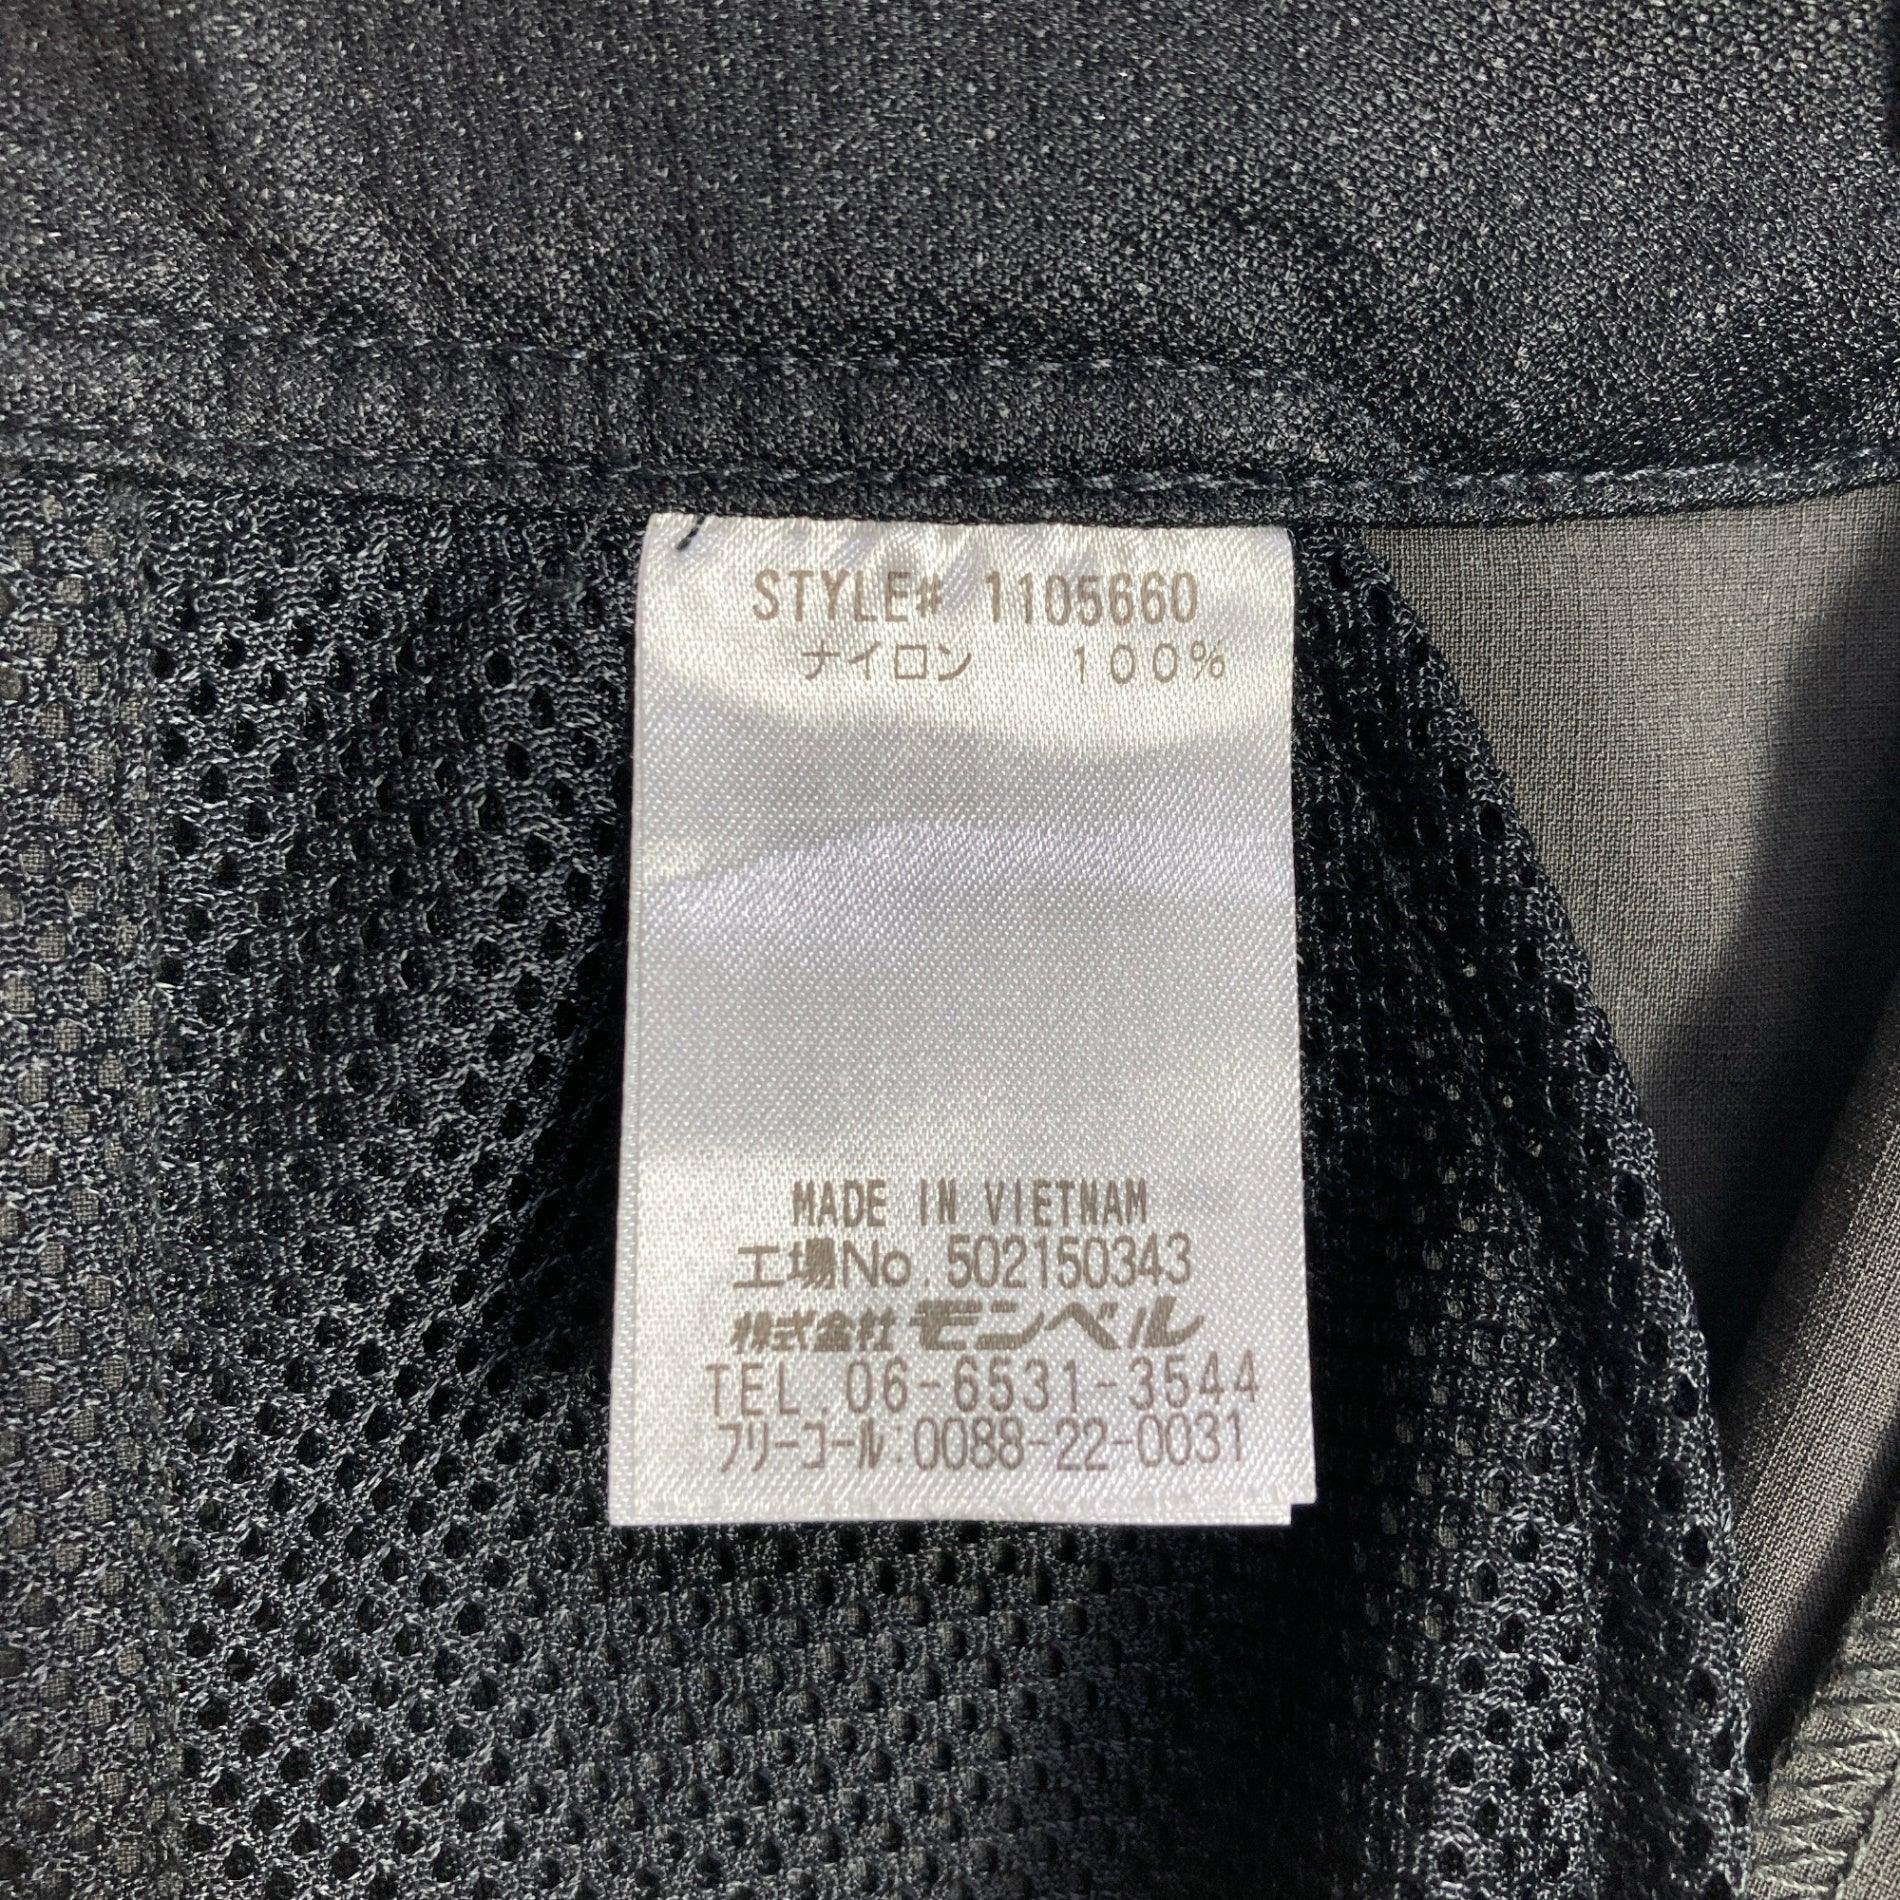 STYLE# 1105660
ナイロン 100%
MADE IN VIETNAM
工場No.502150343
株式会社モンベル
TEL.06-6531-3544
フリーコール:0088-22-0031